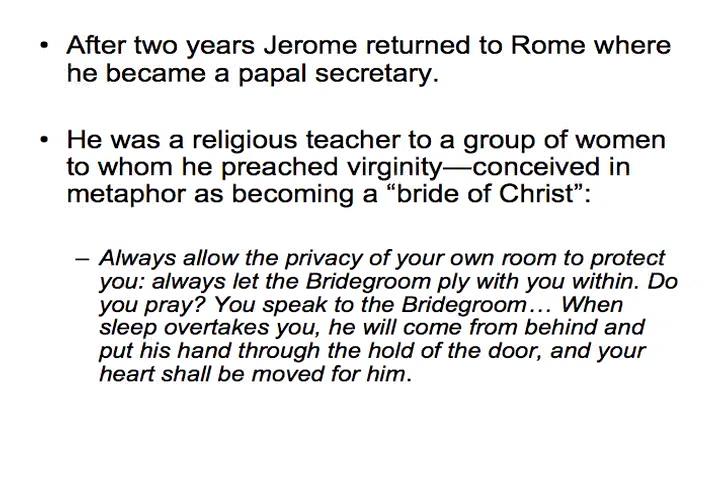 • After two years Jerome returned to Rome where
he became a papal secretary.
• He was a religious teacher to a group of women
to whom he preached virginity—conceived in
metaphor as becoming a “bride of Christ”:
– Always allow the privacy of your own room to protect
you: always let the Bridegroom ply with you within. Do
you pray? You speak to the Bridegroom… When
sleep overtakes you, he will come from behind and
put his hand through the hold of the door, and your
heart shall be moved for him.